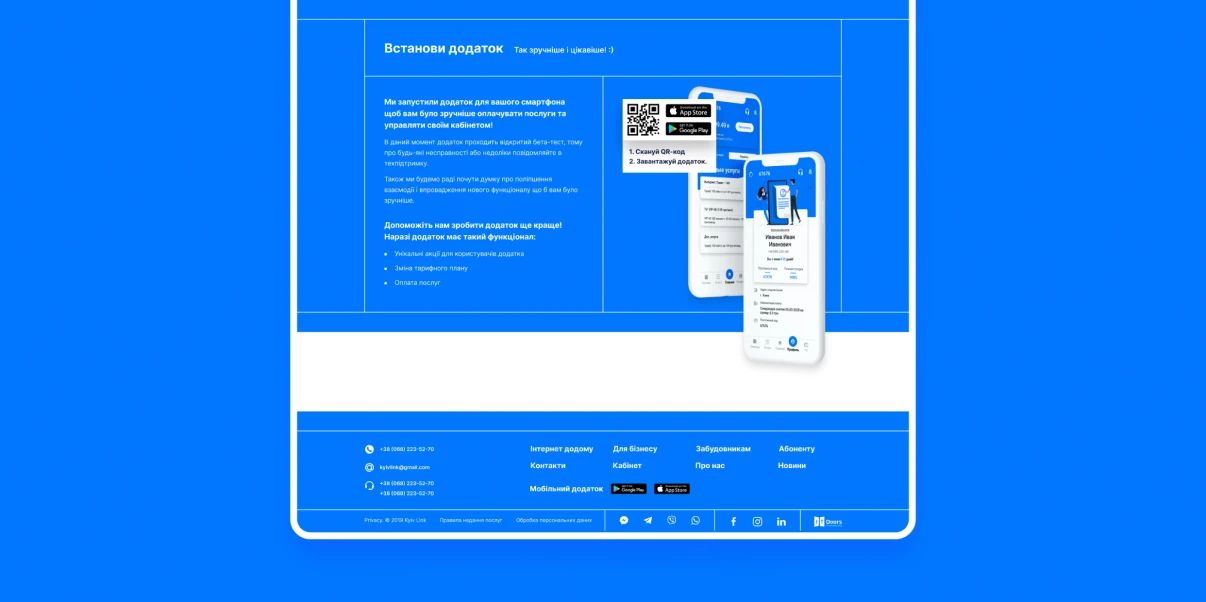 Встанови додаток Так зручніше і цікавіше! :)
Ми запустили додаток для вашого смартфона
щоб вам було зручніше оплачувати послуги та
управляти своїм кабінетом!
В даний момент додаток проходить відкритий бета-тест, тому
про будь-які несправності або недоліки повідомляйте в
техпідтримку.
Також ми будемо раді почути думку про поліпшення
взаємодії і впровадження нового функціоналу що б вам було
зручніше.
Допоможіть нам зробити додаток ще краще!
Наразі додаток має такий функціонал:
Унікальні акції для користувачів додатка
Зміна тарифного плану
Оплата послуг
App Store
Google Play
1. Скануй QR-код
2. Завантажуй додаток.
67676
Иванов Иван
Иванович
67676
Профиль
+38 (068) 223-52-70
kyivlink@gmail.com
+38 (068) 223-52-70
+38 (068) 223-52-70
Інтернет додому Для бізнесу Забудовникам Абоненту
Контакти Кабінет Про нас Новини
Мобільний додаток Google Play App Store
Privacy. © 2019 Kyiv Link Правила надання послуг Обробка персональних даних
Doors